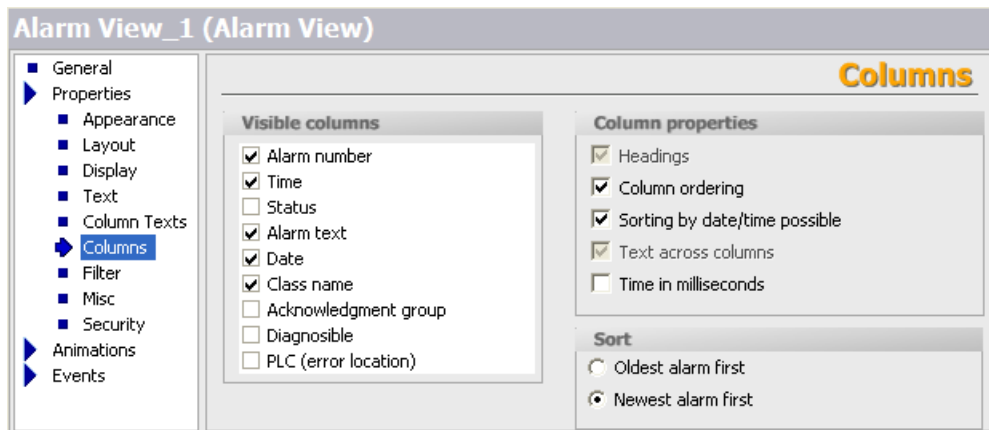 Alarm View_1 (Alarm View)
General
Properties
Appearance
Layout
Display
Text
Column Texts
Columns
Filter
Misc
Security
Animations
Events
Columns
Visible columns
Alarm number
Time
Status
Alarm text
Date
Class name
Acknowledgment group
Diagnosible
PLC (error location)
Column properties
Headings
Column ordering
Sorting by date/time possible
Text across columns
Time in milliseconds
Sort
Oldest alarm first
Newest alarm first